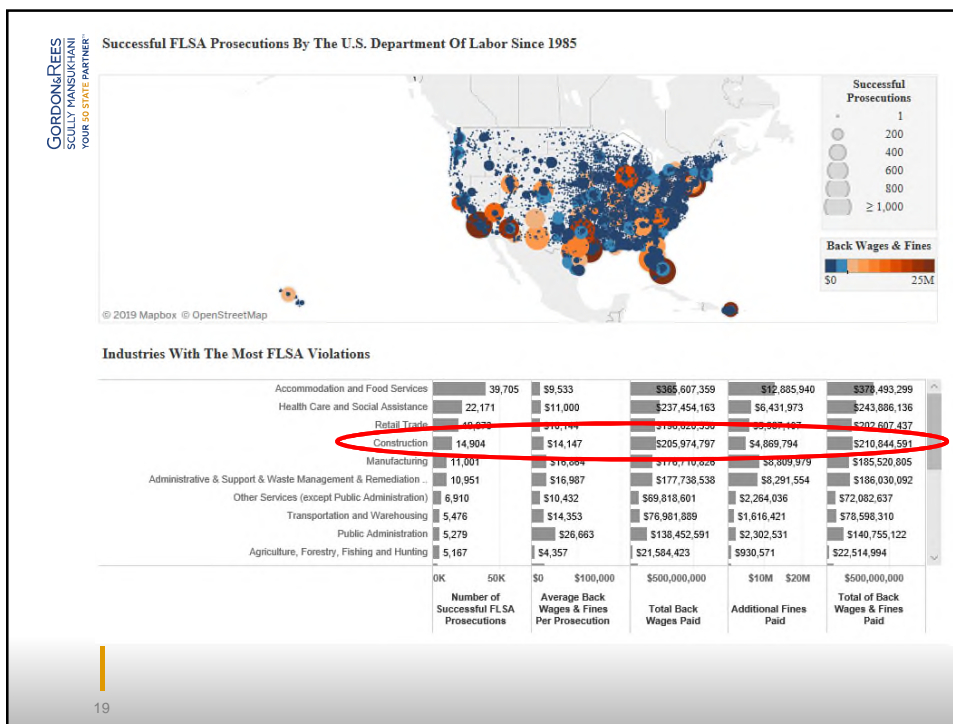 GORDON&REES
SCULLY MANSUKHANI
YOUR 50 STATE PARTNER™
Successful FLSA Prosecutions By The U.S. Department Of Labor Since 1985
Successful
Prosecutions
1
200
400
600
800
≥ 1,000
Back Wages & Fines
$0 25M
© 2019 Mapbox © OpenStreetMap
Industries With The Most FLSA Violations
Accommodation and Food Services 39,705 $9,533 $365,607,359 $12,885,940 $378,493,299
Health Care and Social Assistance 22,171 $11,000 $237,454,163 $6,431,973 $243,886,136
Retail Trade $202,607,437
Construction 14,904 $14,147 $205,974,797 $4,869,794 $210,844,591
Manufacturing 11,001 $16,864 $176,710,826 $8,809,979 $185,520,805
Administrative & Support & Waste Management & Remediation .. 10,951 $16,987 $177,738,538 $8,291,554 $186,030,092
Other Services (except Public Administration) 6,910 $10,432 $69,818,601 $2,264,036 $72,082,637
Transportation and Warehousing 5,476 $14,353 $76,981,889 $1,616,421 $78,598,310
Public Administration 5,279 $26,663 $138,452,591 $2,302,531 $140,755,122
Agriculture, Forestry, Fishing and Hunting 5,167 $4,357 $21,584,423 $930,571 $22,514,994
0K 50K $0 $100,000 $500,000,000 $10M $20M $500,000,000
Number of
Successful FLSA
Prosecutions
Average Back
Wages & Fines
Per Prosecution
Total Back
Wages Paid
Additional Fines
Paid
Total of Back
Wages & Fines
Paid
19